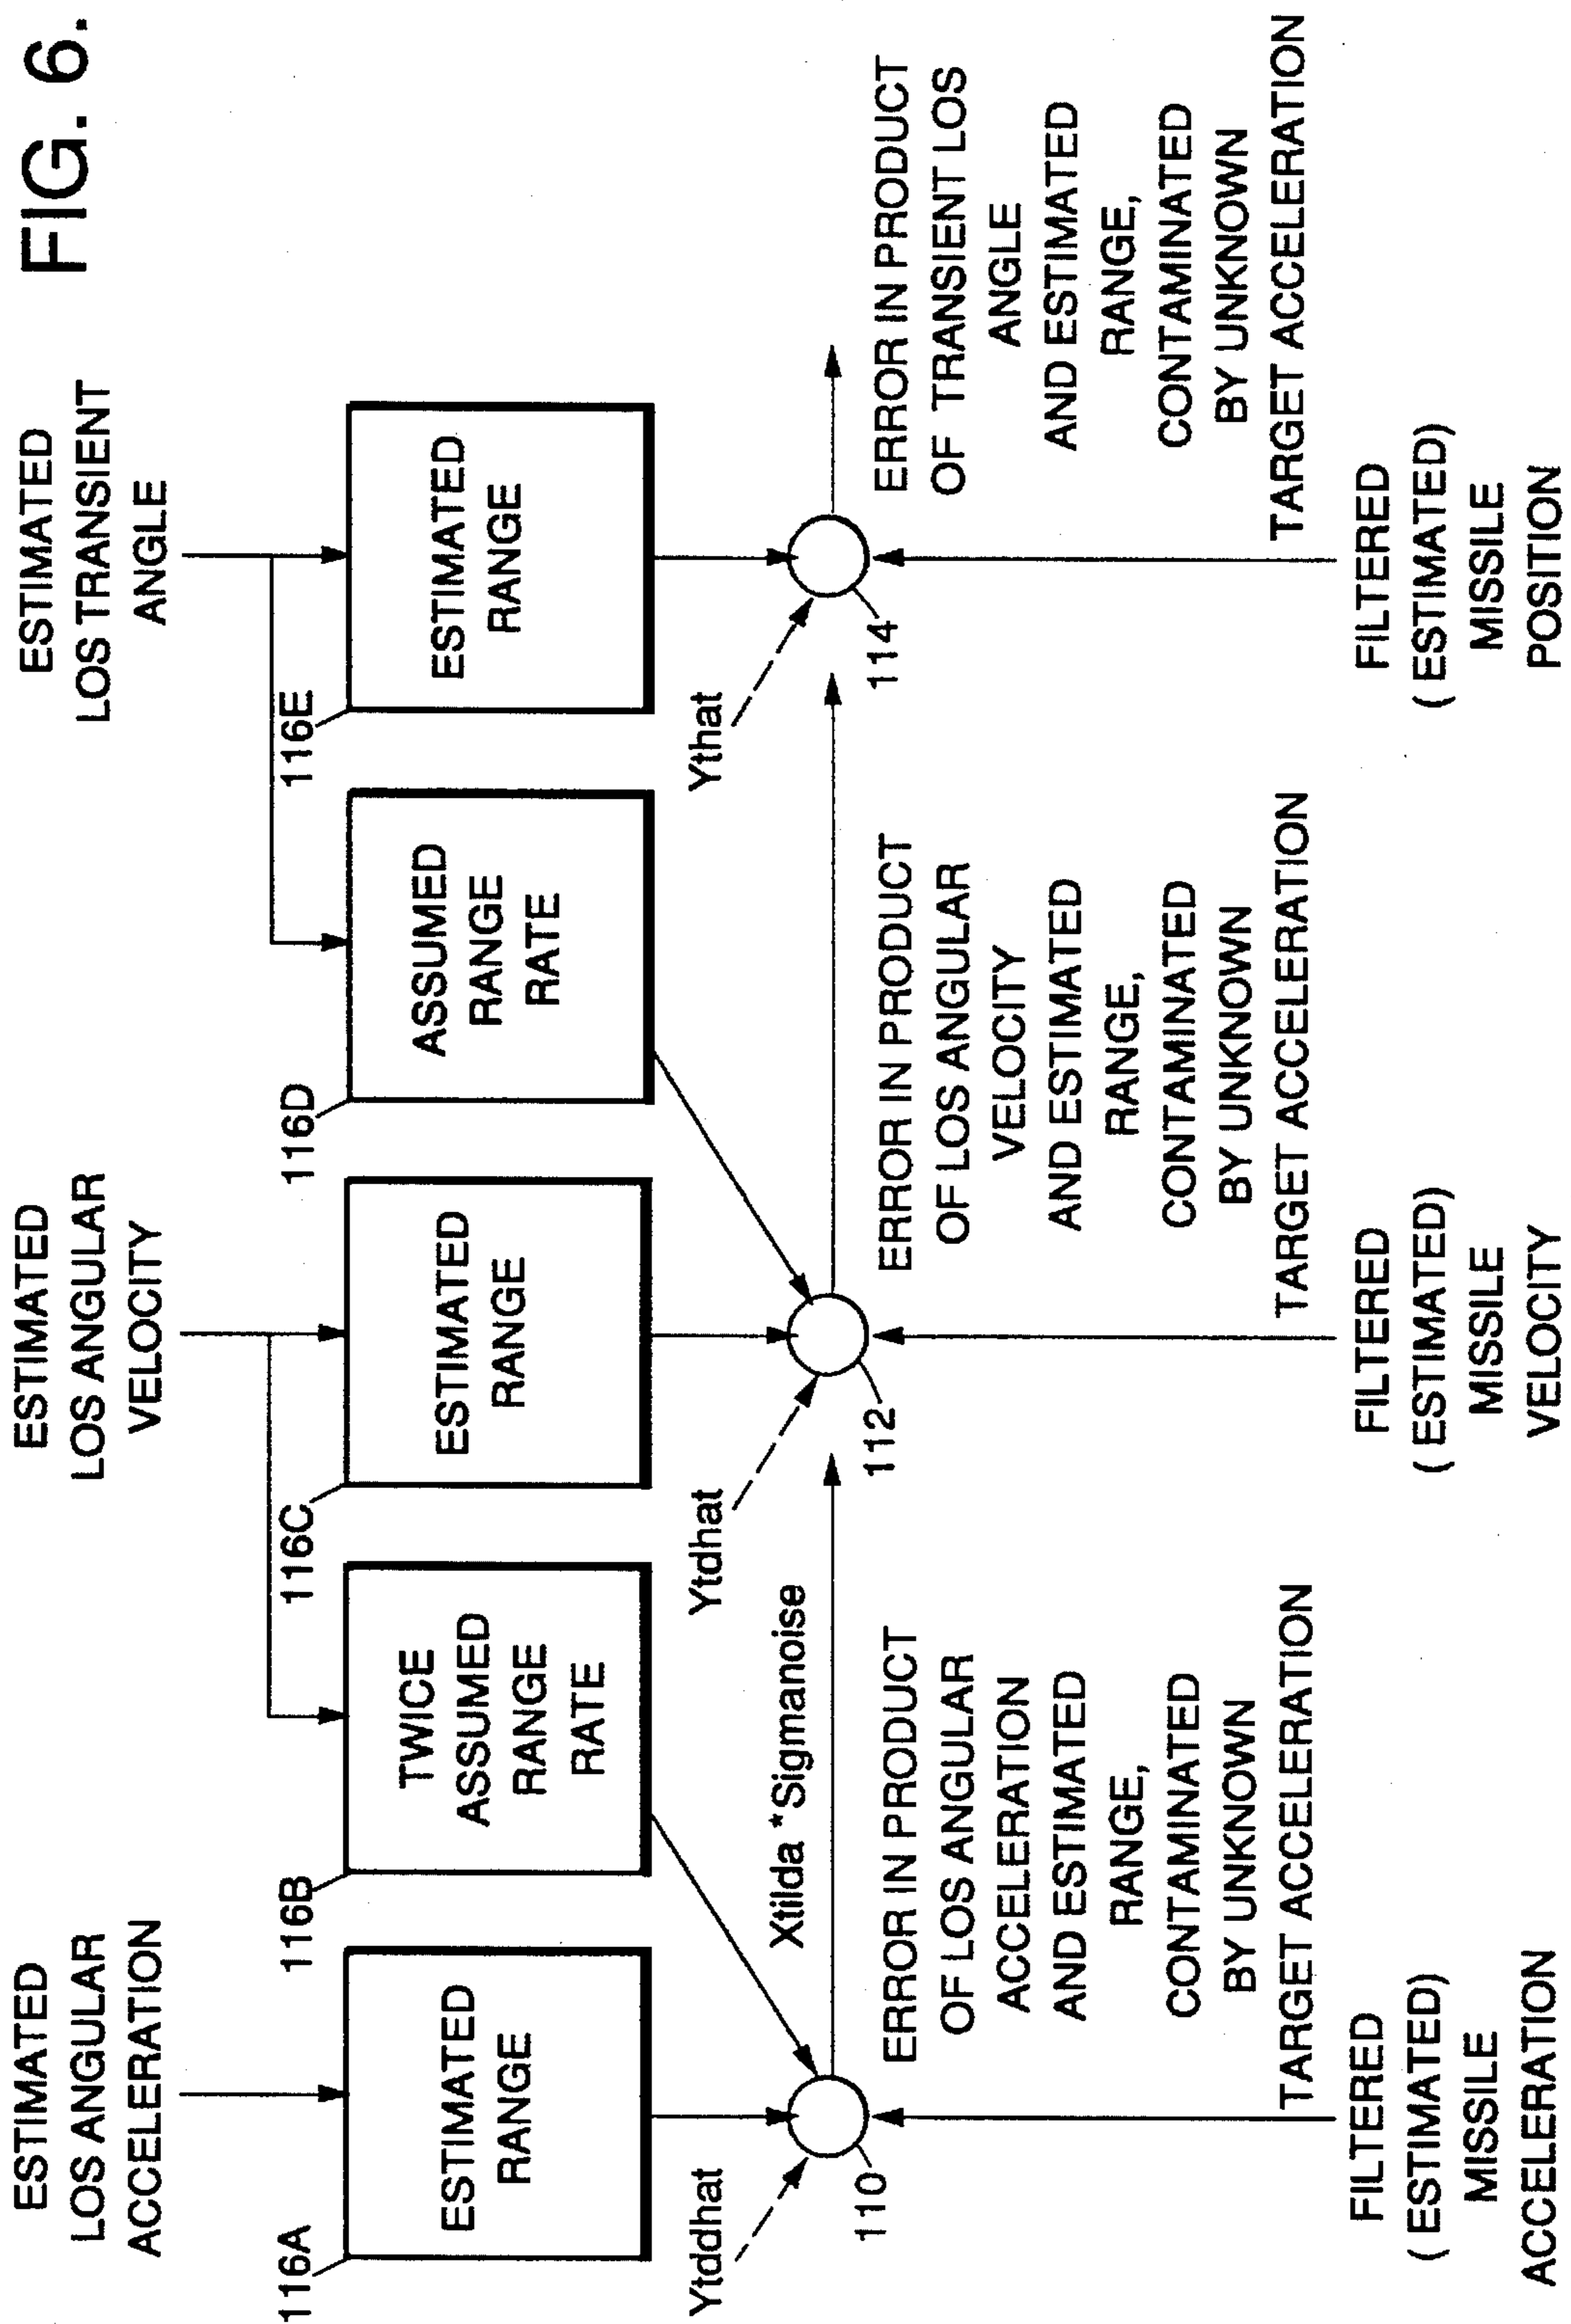 FIG. 6.
ESTIMATED
LOS ANGULAR
ACCELERATION
ESTIMATED
LOS ANGULAR
VELOCITY
ESTIMATED
LOS TRANSIENT
ANGLE
116A
ESTIMATED
RANGE
116B
TWICE
ASSUMED
RANGE
RATE
116C
ESTIMATED
RANGE
116D
ASSUMED
RANGE
RATE
116E
ESTIMATED
RANGE
Ytddhat
110
Xtilda *Sigmanoise
Ytdhat
112
Ythat
114
ERROR IN PRODUCT
OF LOS ANGULAR
ACCELERATION
AND ESTIMATED
RANGE,
CONTAMINATED
BY UNKNOWN
TARGET ACCELERATION
ERROR IN PRODUCT
OF LOS ANGULAR
VELOCITY
AND ESTIMATED
RANGE,
CONTAMINATED
BY UNKNOWN
TARGET ACCELERATION
ERROR IN PRODUCT
OF TRANSIENT LOS
ANGLE
AND ESTIMATED
RANGE,
CONTAMINATED
BY UNKNOWN
TARGET ACCELERATION
FILTERED
( ESTIMATED)
MISSILE
ACCELERATION
FILTERED
( ESTIMATED)
MISSILE
VELOCITY
FILTERED
( ESTIMATED)
MISSILE
POSITION